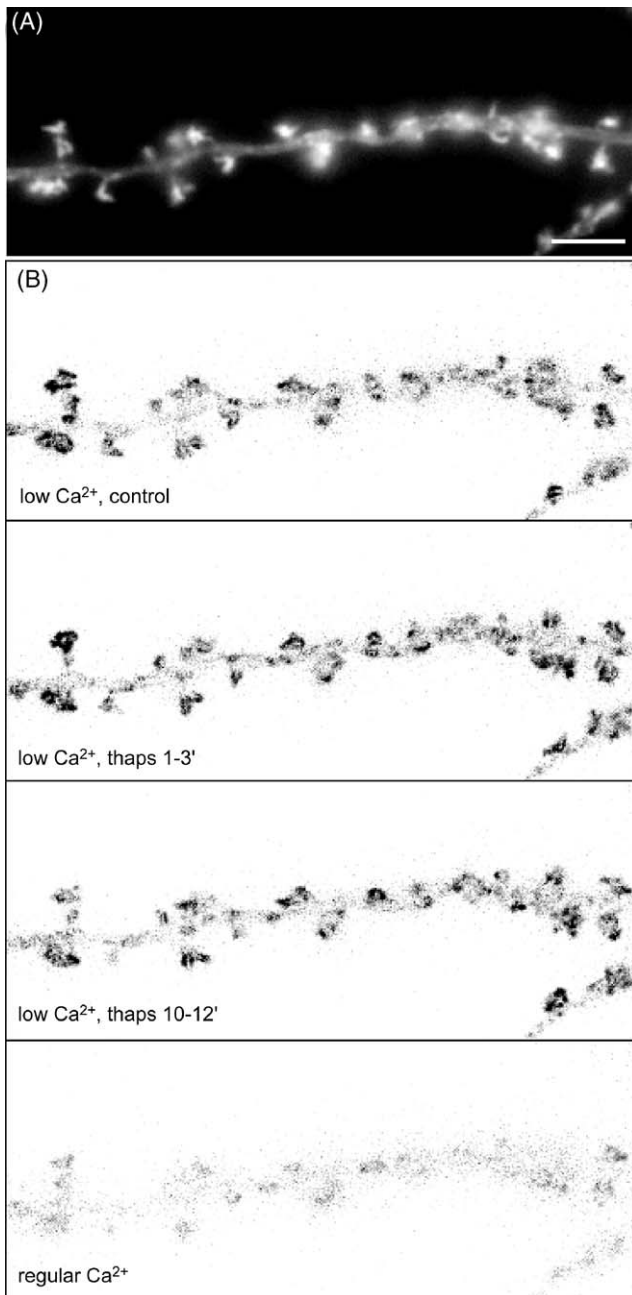 (A)
(B)
low Ca²⁺, control
low Ca²⁺, thaps 1-3'
low Ca²⁺, thaps 10-12'
regular Ca²⁺